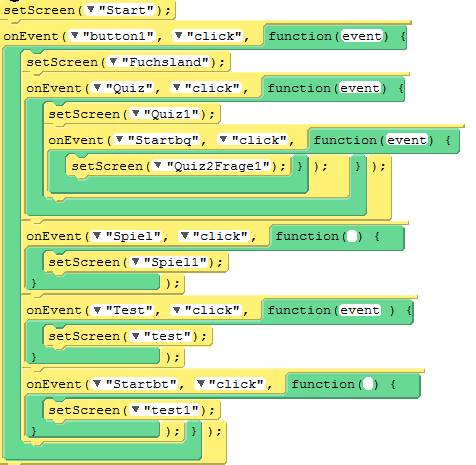 setScreen(▼"Start");
onEvent(▼"button1", ▼"click", function(event) {
setScreen(▼"Fuchsland");
onEvent(▼"Quiz", ▼"click", function(event) {
setScreen(▼"Quiz1");
onEvent(▼"Startbq", ▼"click", function(event) {
setScreen(▼"Quiz2Frage1"); } ); } );
onEvent(▼"Spiel", ▼"click", function( ) {
setScreen(▼"Spiel1");
} );
onEvent(▼"Test", ▼"click", function(event ) {
setScreen(▼"test");
} );
onEvent(▼"Startbt", ▼"click", function( ) {
setScreen(▼"test1");
} ); } );